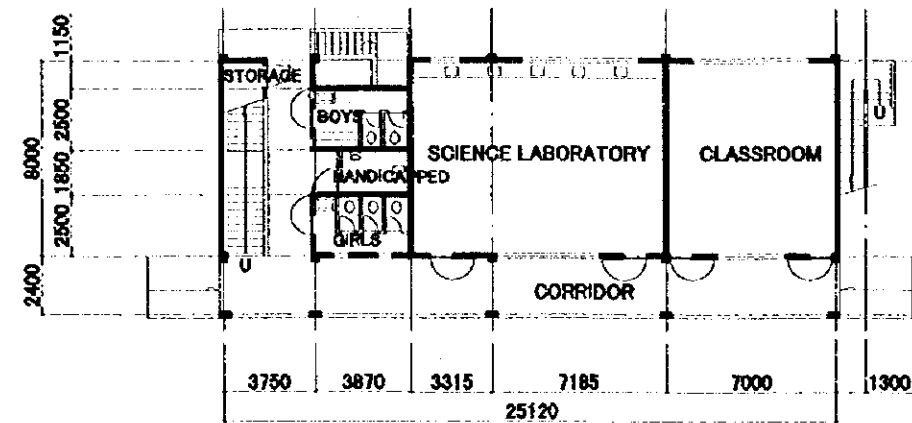 1150
STORAGE
BOYS
U
2500
SCIENCE LABORATORY
CLASSROOM
8000
1850
HANDICAPPED
2500
GIRLS
U
2400
CORRIDOR
3750
3870
3315
7185
7000
1300
25120